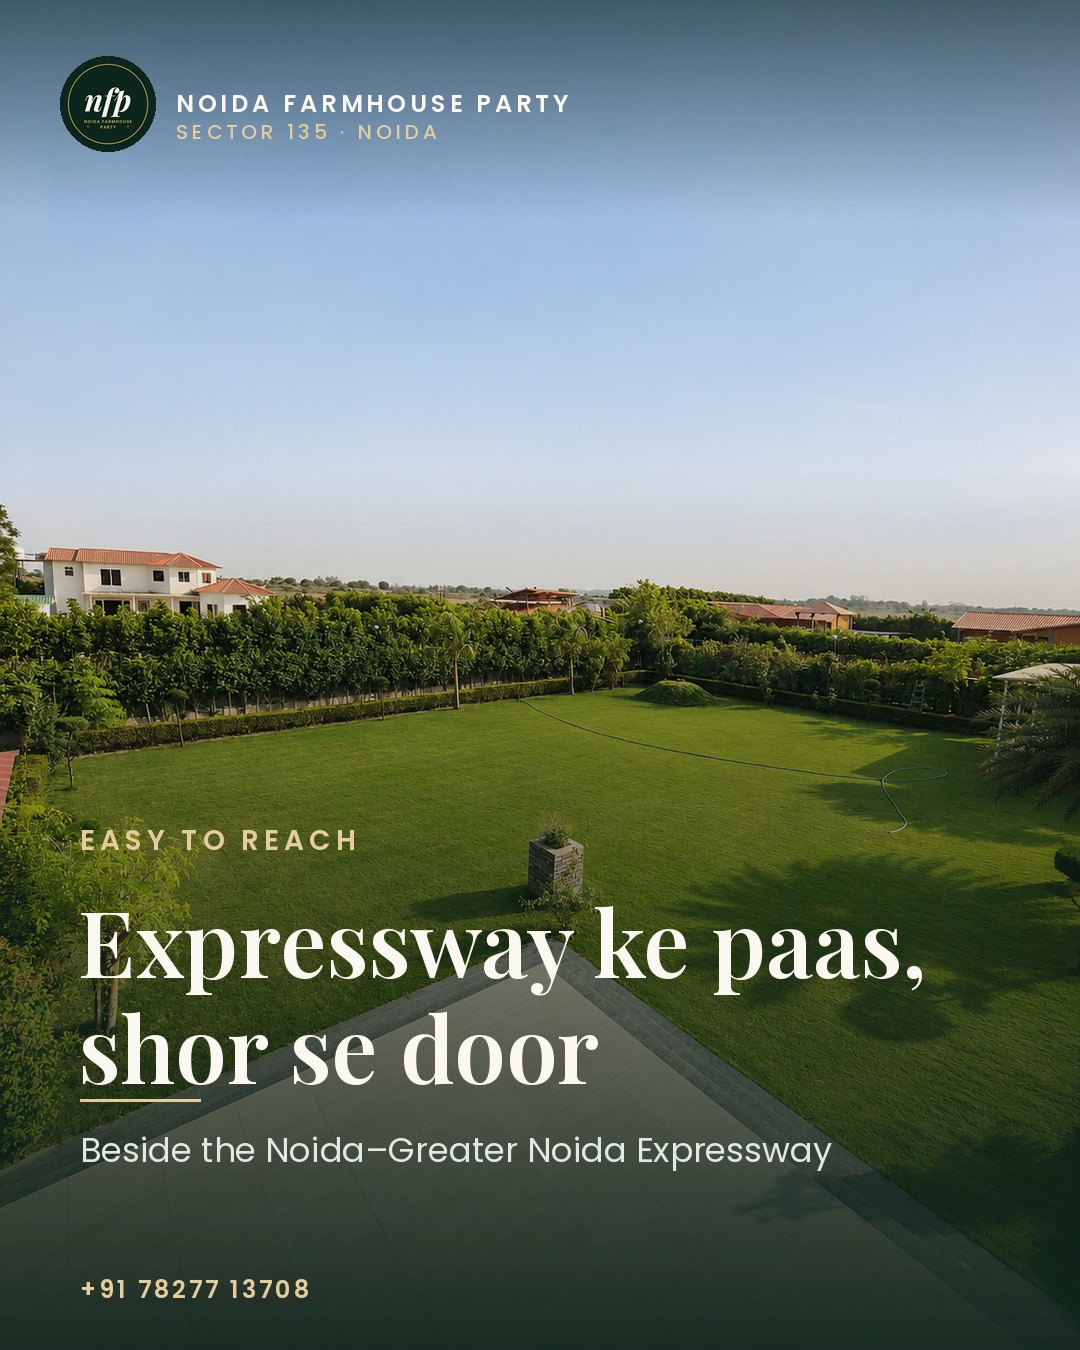 nfp
NOIDA FARMHOUSE
PARTY
NOIDA FARMHOUSE PARTY
SECTOR 135 · NOIDA
EASY TO REACH
Expressway ke paas,
shor se door
Beside the Noida–Greater Noida Expressway
+91 78277 13708